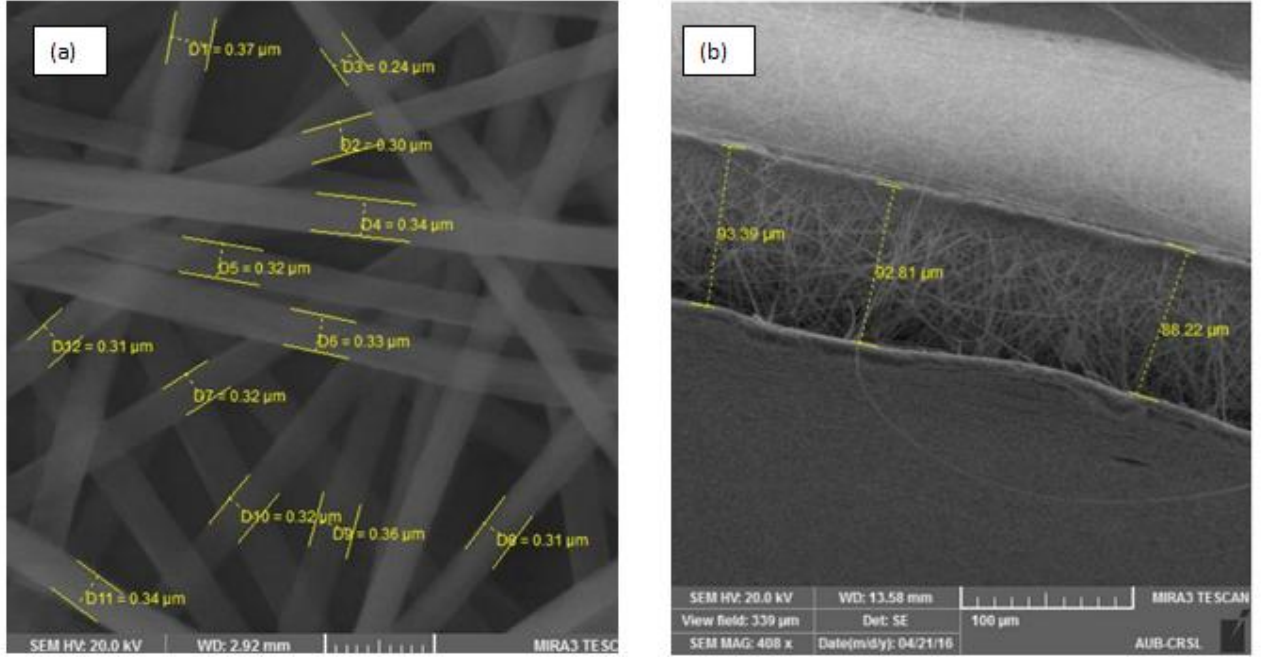 (a)
D1 = 0.37 µm
D3 = 0.24 µm
D2 = 0.30 µm
D4 = 0.34 µm
D5 = 0.32 µm
D6 = 0.33 µm
D12 = 0.31 µm
D7 = 0.32 µm
D10 = 0.32 µm
D9 = 0.36 µm
D8 = 0.31 µm
D11 = 0.34 µm
SEM HV: 20.0 kV WD: 2.92 mm MIRA3 TESC
(b)
93.39 µm
92.81 µm
88.22 µm
SEM HV: 20.0 kV WD: 13.58 mm MIRA3 TESCAN
View field: 339 µm Det: SE 100 µm
SEM MAG: 408 x Date(m/d/y): 04/21/16 AUB-CRSL